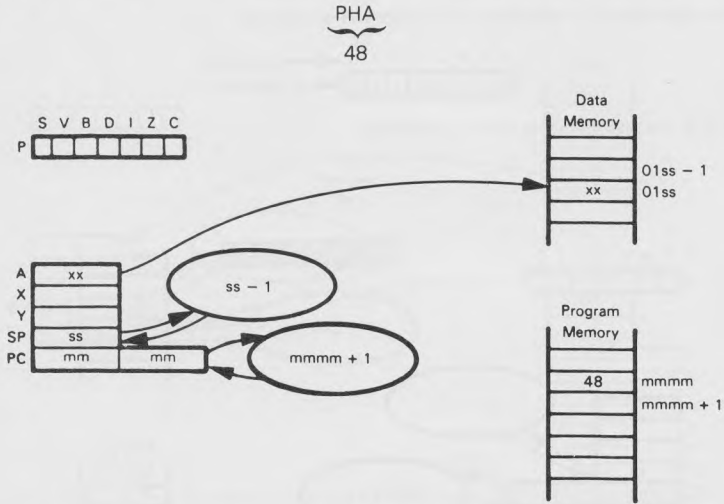 PHA
48
S V B D I Z C
P
Data
Memory
01ss – 1
xx 01ss
A xx
X
Y
SP ss
PC mm mm
ss – 1
mmmm + 1
Program
Memory
48 mmmm
mmmm + 1